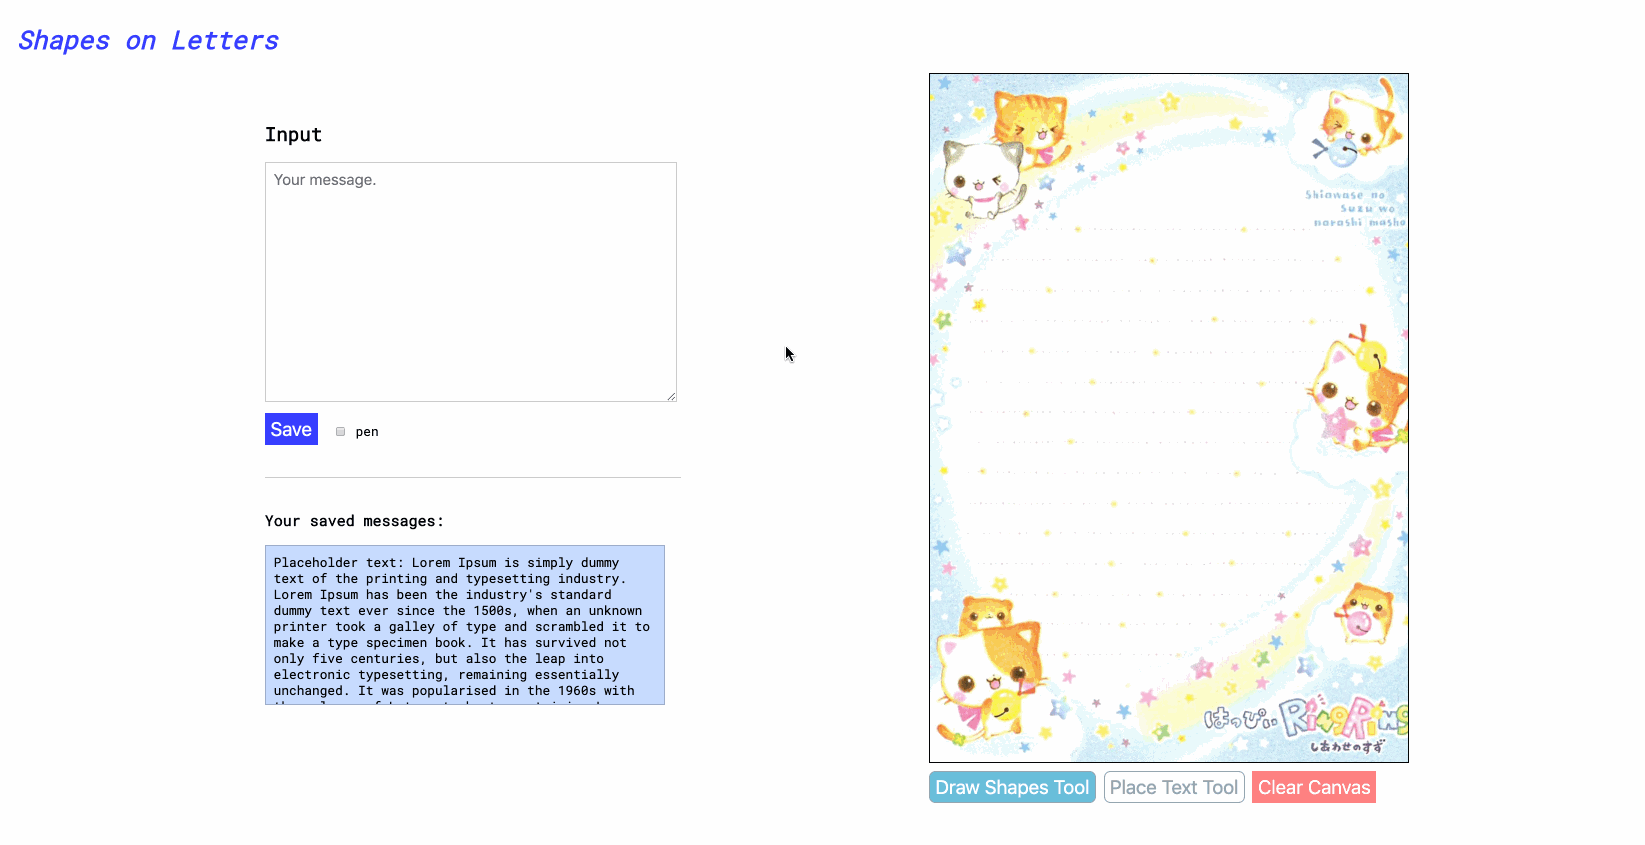 Shapes on Letters
Input
Your message.
Save
pen
Your saved messages:
Placeholder text: Lorem Ipsum is simply dummy
text of the printing and typesetting industry.
Lorem Ipsum has been the industry's standard
dummy text ever since the 1500s, when an unknown
printer took a galley of type and scrambled it to
make a type specimen book. It has survived not
only five centuries, but also the leap into
electronic typesetting, remaining essentially
unchanged. It was popularised in the 1960s with
Shiawase no
Suzu wo
narashi masho
はっぴぃ RingRing
しあわせのすず
Draw Shapes Tool
Place Text Tool
Clear Canvas